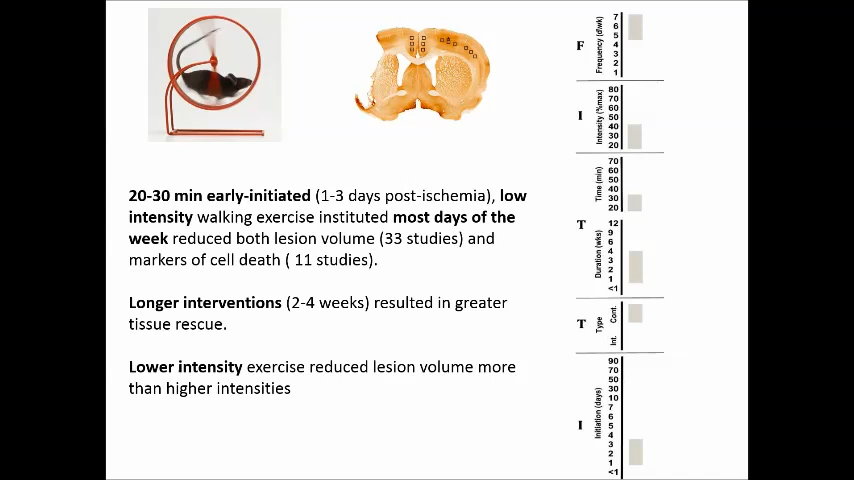 20-30 min early-initiated (1-3 days post-ischemia), low
intensity walking exercise instituted most days of the
week reduced both lesion volume (33 studies) and
markers of cell death ( 11 studies).
Longer interventions (2-4 weeks) resulted in greater
tissue rescue.
Lower intensity exercise reduced lesion volume more
than higher intensities
F
Frequency (d/wk)
7
6
5
4
3
2
1
I
Intensity (%max)
80
70
60
50
40
30
20
T
Time (min)
70
60
50
40
30
20
Duration (wks)
12
9
6
4
3
2
1
<1
T
Type
Cont.
Int.
I
Initiation (days)
90
70
50
30
10
7
6
5
4
3
2
1
<1